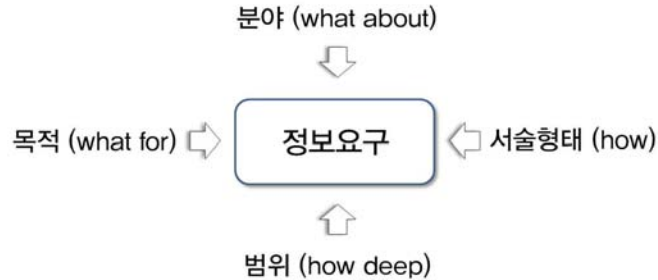 분야 (what about)
목적 (what for)
정보요구
서술형태 (how)
범위 (how deep)